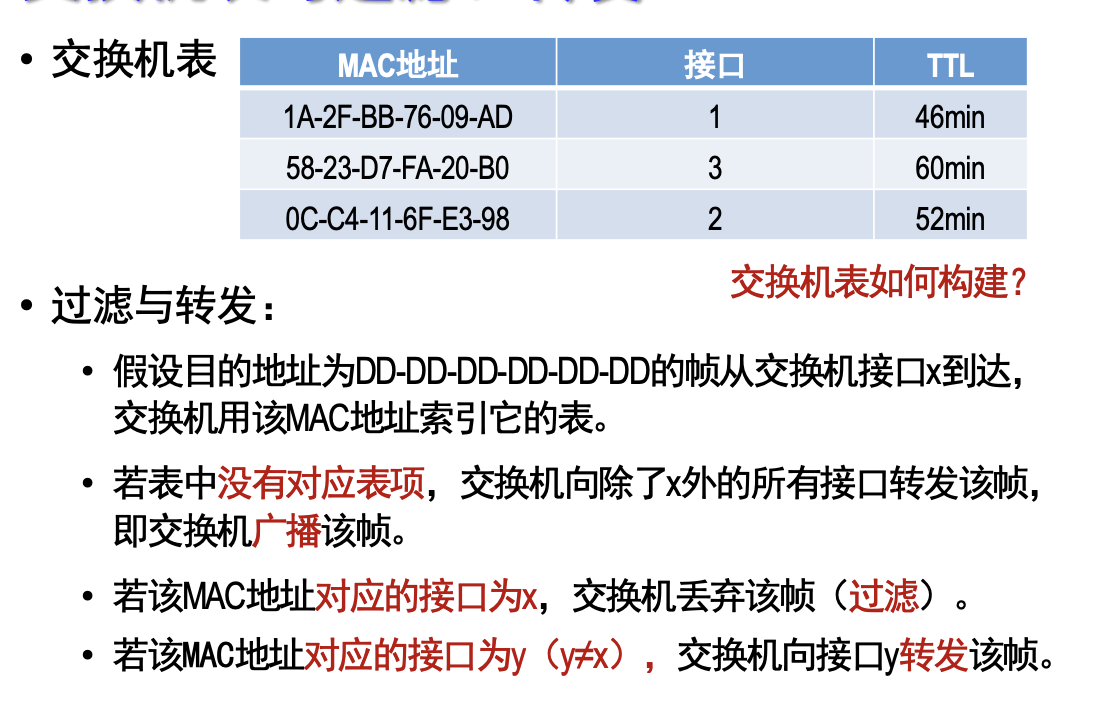 • 交换机表
MAC地址 接口 TTL
1A-2F-BB-76-09-AD 1 46min
58-23-D7-FA-20-B0 3 60min
0C-C4-11-6F-E3-98 2 52min
交换机表如何构建?
• 过滤与转发：
• 假设目的地址为DD-DD-DD-DD-DD-DD的帧从交换机接口x到达，
交换机用该MAC地址索引它的表。
• 若表中没有对应表项，交换机向除了x外的所有接口转发该帧，
即交换机广播该帧。
• 若该MAC地址对应的接口为x，交换机丢弃该帧（过滤）。
• 若该MAC地址对应的接口为y（y≠x），交换机向接口y转发该帧。